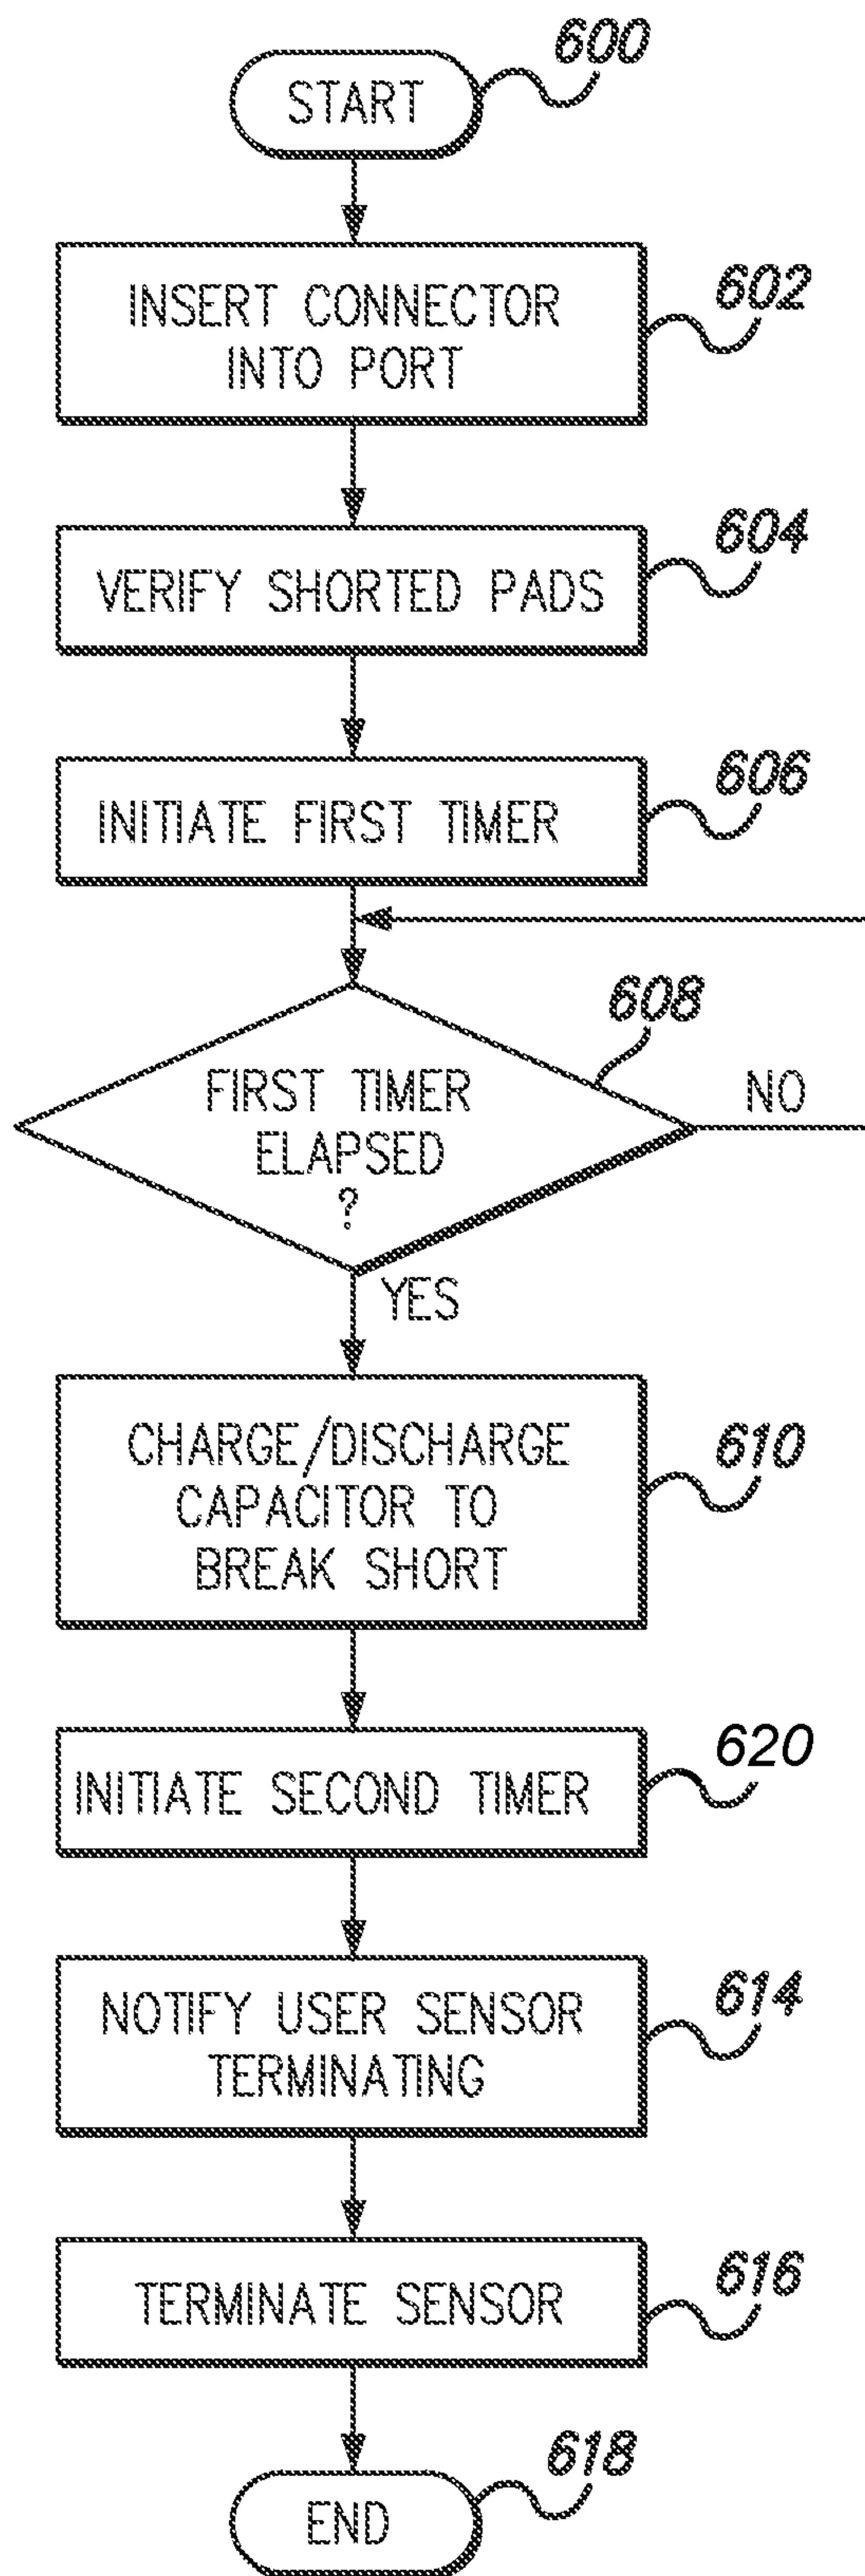 600
START
INSERT CONNECTOR
INTO PORT
602
VERIFY SHORTED PADS
604
INITIATE FIRST TIMER
606
608
FIRST TIMER
ELAPSED
?
NO
YES
CHARGE/DISCHARGE
CAPACITOR TO
BREAK SHORT
610
INITIATE SECOND TIMER
620
NOTIFY USER SENSOR
TERMINATING
614
TERMINATE SENSOR
616
END
618